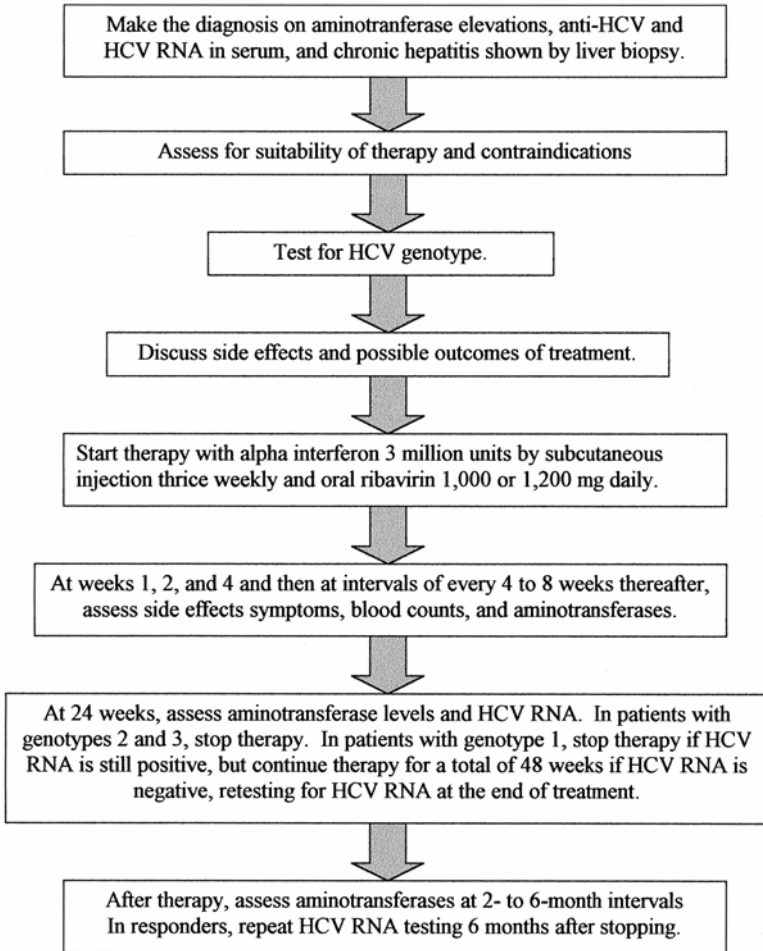 Make the diagnosis on aminotranferase elevations, anti-HCV and
HCV RNA in serum, and chronic hepatitis shown by liver biopsy.
Assess for suitability of therapy and contraindications
Test for HCV genotype.
Discuss side effects and possible outcomes of treatment.
Start therapy with alpha interferon 3 million units by subcutaneous
injection thrice weekly and oral ribavirin 1,000 or 1,200 mg daily.
At weeks 1, 2, and 4 and then at intervals of every 4 to 8 weeks thereafter,
assess side effects symptoms, blood counts, and aminotransferases.
At 24 weeks, assess aminotransferase levels and HCV RNA. In patients with
genotypes 2 and 3, stop therapy. In patients with genotype 1, stop therapy if HCV
RNA is still positive, but continue therapy for a total of 48 weeks if HCV RNA is
negative, retesting for HCV RNA at the end of treatment.
After therapy, assess aminotransferases at 2- to 6-month intervals
In responders, repeat HCV RNA testing 6 months after stopping.